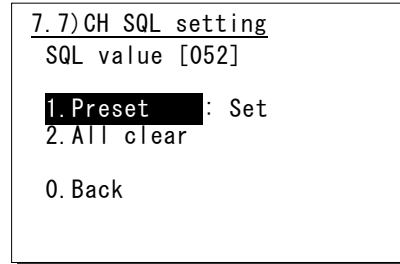 7.7)CH SQL setting
SQL value [052]
1.Preset : Set
2.All clear
0.Back